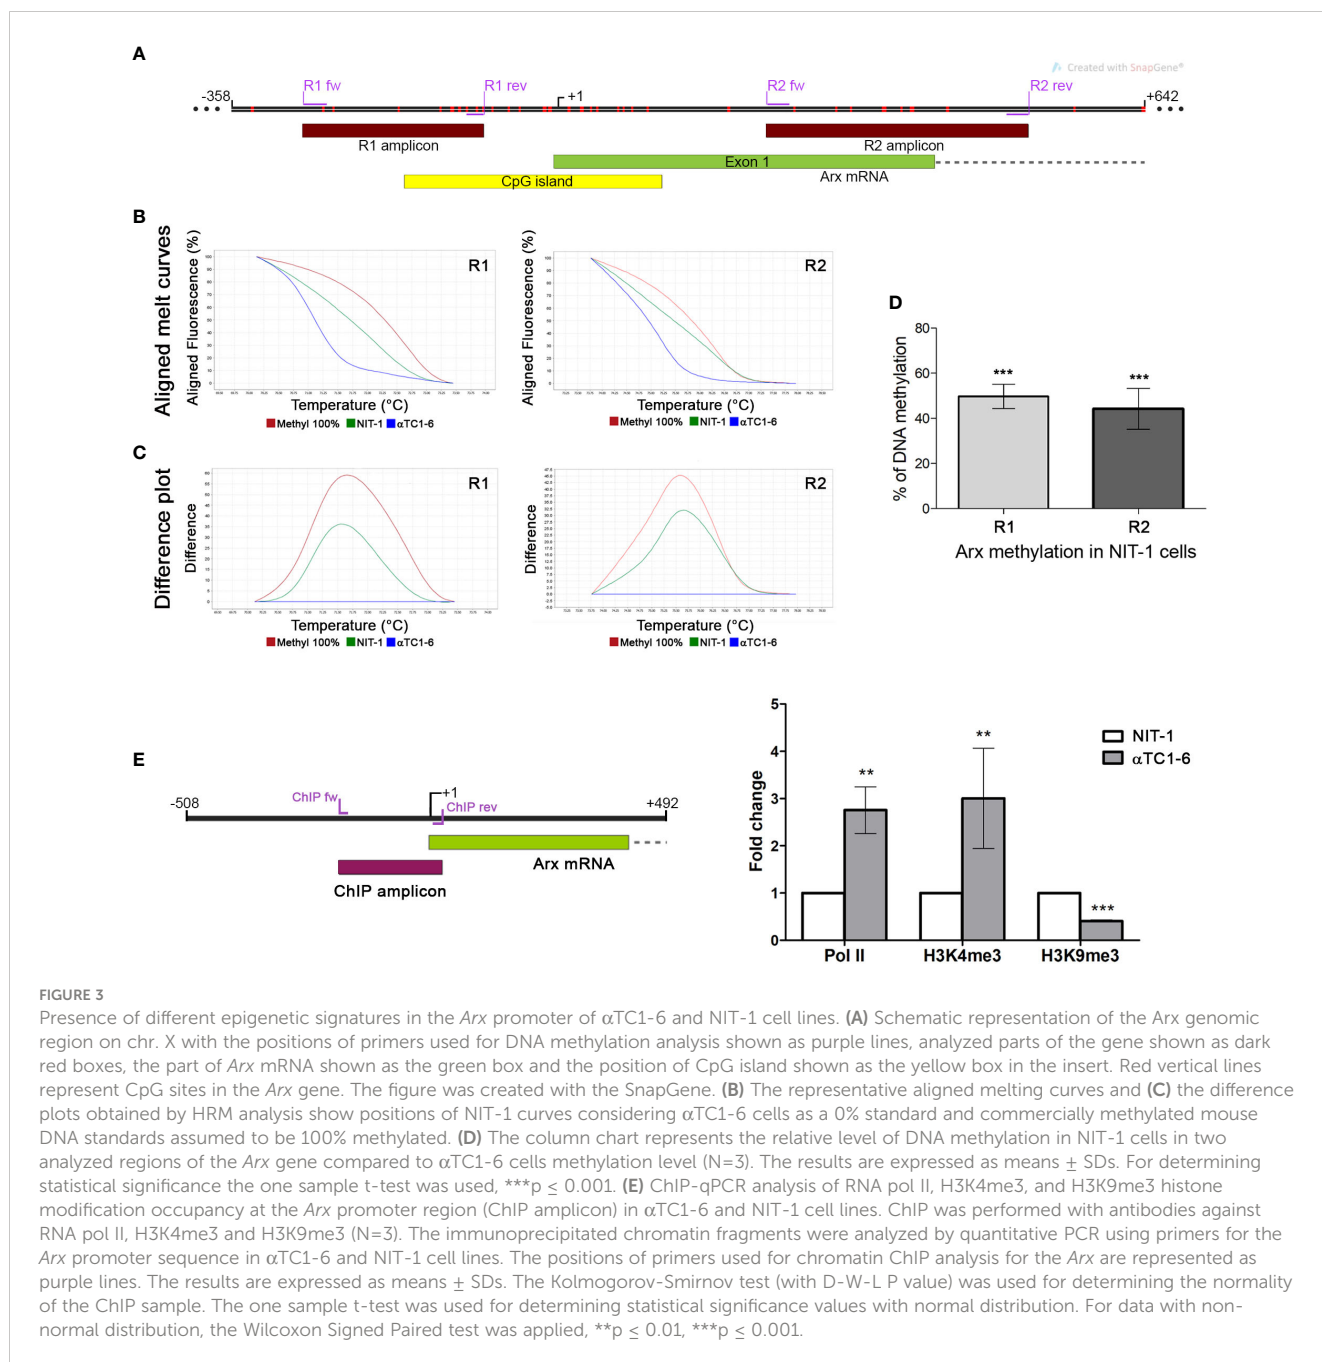 A
Created with SnapGene®
R1 fw
R1 rev
R2 fw
R2 rev
-358
+1
+642
R1 amplicon
R2 amplicon
Exon 1
Arx mRNA
CpG island
B
Aligned melt curves
Aligned Fluorescence (%)
R1
Temperature (°C)
Methyl 100% NIT-1 αTC1-6
Aligned Fluorescence (%)
R2
Temperature (°C)
Methyl 100% NIT-1 αTC1-6
C
Difference plot
Difference
R1
Temperature (°C)
Methyl 100% NIT-1 αTC1-6
Difference
R2
Temperature (°C)
Methyl 100% NIT-1 αTC1-6
D
% of DNA methylation
80
60
40
20
0
***
***
R1
R2
Arx methylation in NIT-1 cells
E
-508
ChIP fw
+1
ChIP rev
+492
Arx mRNA
ChIP amplicon
Fold change
5
4
3
2
1
0
**
**
***
NIT-1
αTC1-6
Pol II
H3K4me3
H3K9me3
FIGURE 3
Presence of different epigenetic signatures in the Arx promoter of αTC1-6 and NIT-1 cell lines. (A) Schematic representation of the Arx genomic
region on chr. X with the positions of primers used for DNA methylation analysis shown as purple lines, analyzed parts of the gene shown as dark
red boxes, the part of Arx mRNA shown as the green box and the position of CpG island shown as the yellow box in the insert. Red vertical lines
represent CpG sites in the Arx gene. The figure was created with the SnapGene. (B) The representative aligned melting curves and (C) the difference
plots obtained by HRM analysis show positions of NIT-1 curves considering αTC1-6 cells as a 0% standard and commercially methylated mouse
DNA standards assumed to be 100% methylated. (D) The column chart represents the relative level of DNA methylation in NIT-1 cells in two
analyzed regions of the Arx gene compared to αTC1-6 cells methylation level (N=3). The results are expressed as means ± SDs. For determining
statistical significance the one sample t-test was used, ***p ≤ 0.001. (E) ChIP-qPCR analysis of RNA pol II, H3K4me3, and H3K9me3 histone
modification occupancy at the Arx promoter region (ChIP amplicon) in αTC1-6 and NIT-1 cell lines. ChIP was performed with antibodies against
RNA pol II, H3K4me3 and H3K9me3 (N=3). The immunoprecipitated chromatin fragments were analyzed by quantitative PCR using primers for the
Arx promoter sequence in αTC1-6 and NIT-1 cell lines. The positions of primers used for chromatin ChIP analysis for the Arx are represented as
purple lines. The results are expressed as means ± SDs. The Kolmogorov-Smirnov test (with D-W-L P value) was used for determining the normality
of the ChIP sample. The one sample t-test was used for determining statistical significance values with normal distribution. For data with non-
normal distribution, the Wilcoxon Signed Paired test was applied, **p ≤ 0.01, ***p ≤ 0.001.